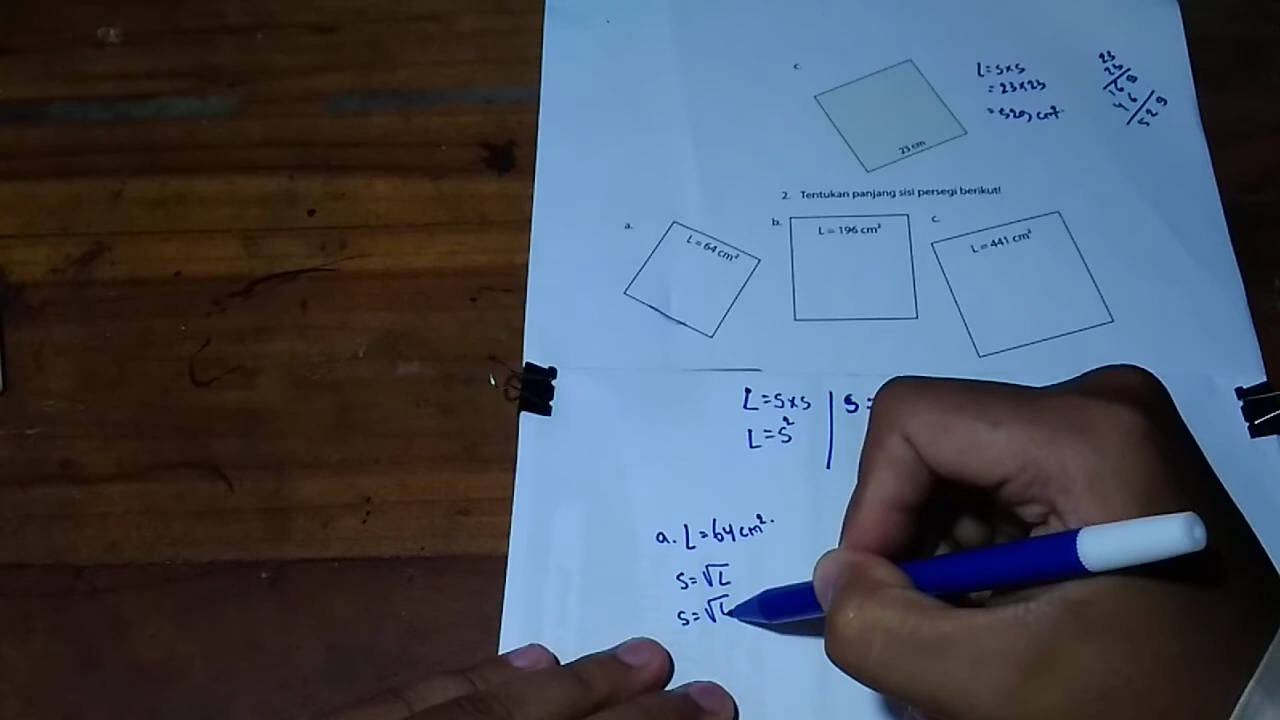 c.
23 cm
L = s x s
= 23 x 23
= 529 cm²
23
23
69
46
529
2. Tentukan panjang sisi persegi berikut!
a.
L = 64 cm²
b.
L = 196 cm²
c.
L = 441 cm²
L = s x s
L = s²
s =
a. L = 64 cm².
s = √L
s = √